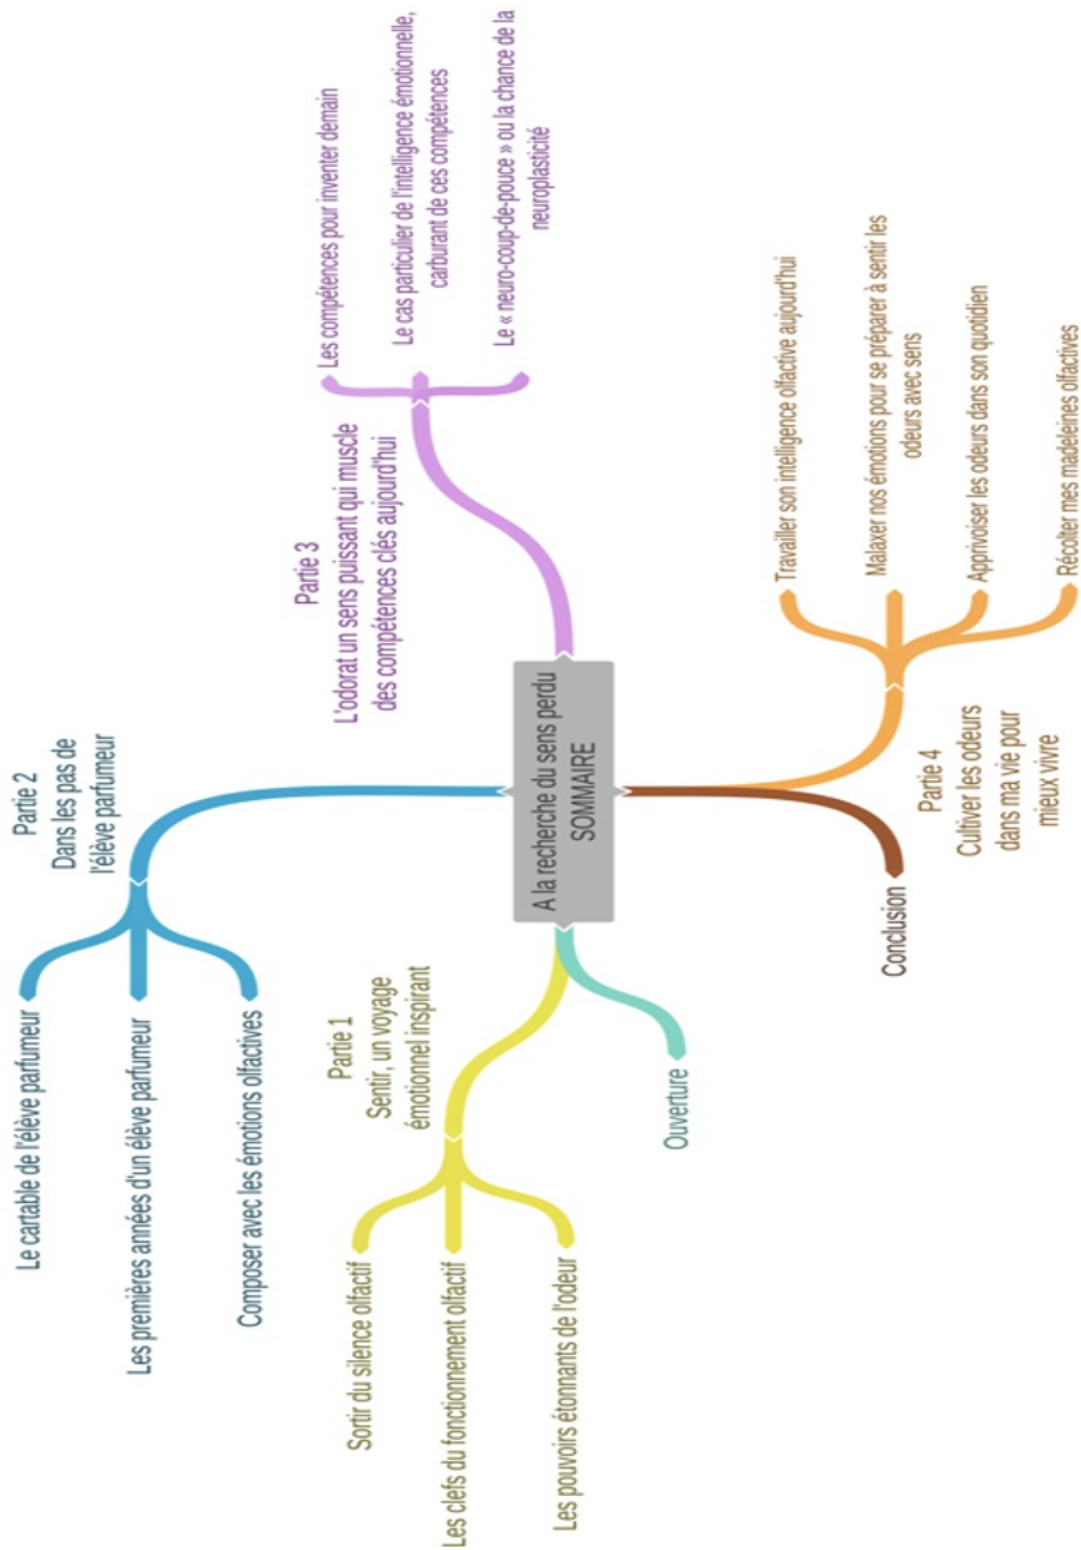 A la recherche du sens perdu
SOMMAIRE
Ouverture
Partie 1
Sentir, un voyage
émotionnel inspirant
Sortir du silence olfactif
Les clefs du fonctionnement olfactif
Les pouvoirs étonnants de l'odeur
Partie 2
Dans les pas de
l'élève parfumeur
Le cartable de l'élève parfumeur
Les premières années d'un élève parfumeur
Composer avec les émotions olfactives
Partie 3
L'odorat un sens puissant qui muscle
des compétences clés aujourd'hui
Les compétences pour inventer demain
Le cas particulier de l'intelligence émotionnelle,
carburant de ces compétences
Le « neuro-coup-de-pouce » ou la chance de la
neuroplasticité
Partie 4
Cultiver les odeurs
dans ma vie pour
mieux vivre
Travailler son intelligence olfactive aujourd'hui
Malaxer nos émotions pour se préparer à sentir les
odeurs avec sens
Apprivoiser les odeurs dans son quotidien
Récolter mes madeleines olfactives
Conclusion